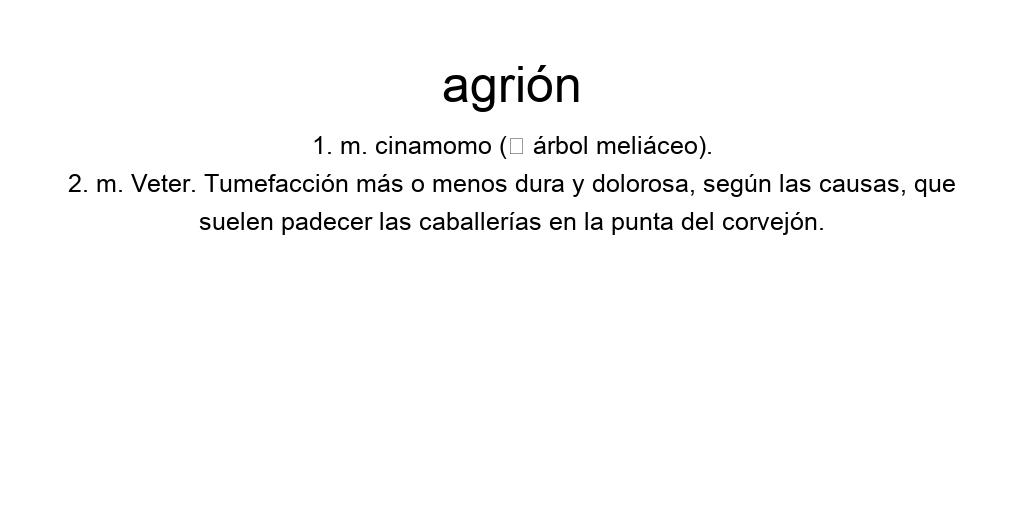 agrión
1. m. cinamomo (□ árbol meliáceo).
2. m. Veter. Tumefacción más o menos dura y dolorosa, según las causas, que
suelen padecer las caballerías en la punta del corvejón.